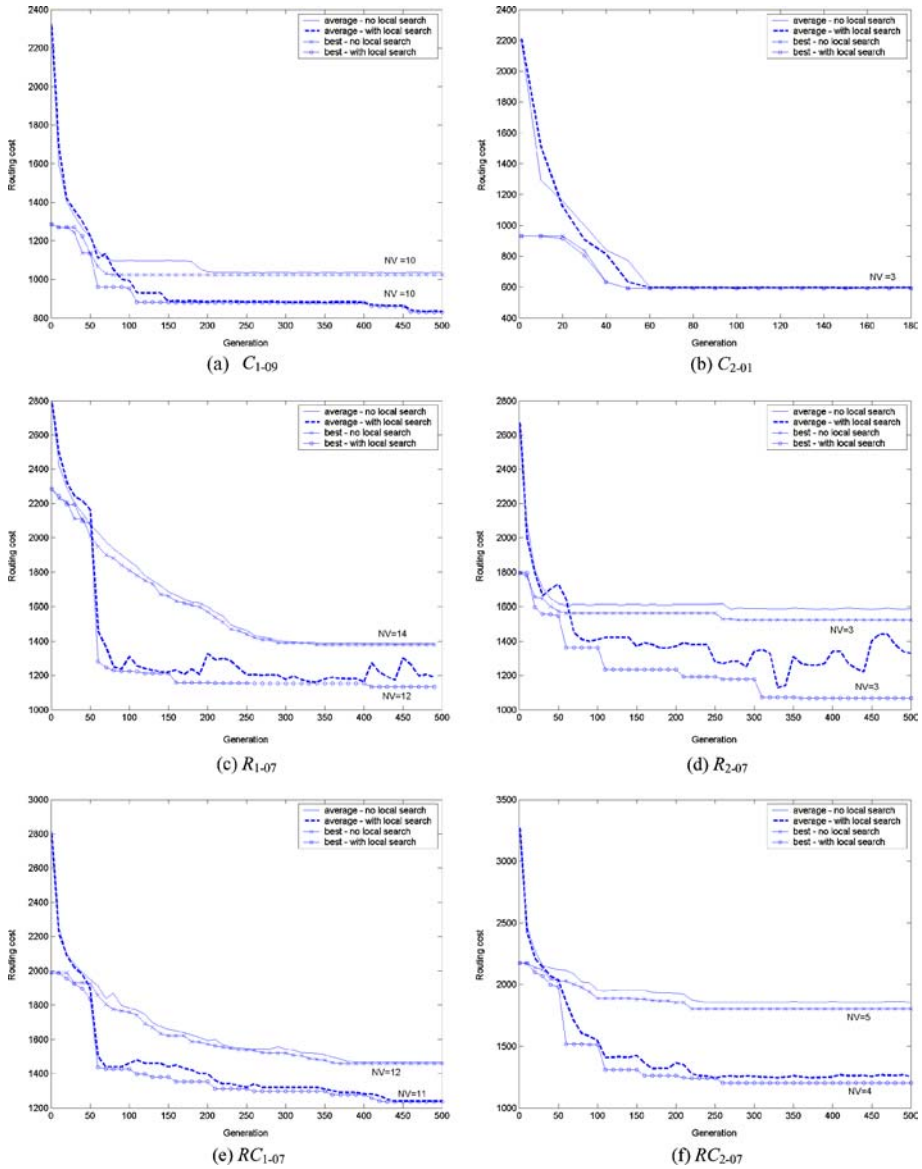 2400
2200
2000
1800
1600
1400
1200
1000
800
Routing cost
average - no local search
average - with local search
best - no local search
best - with local search
NV =10
NV =10
0 50 100 150 200 250 300 350 400 450 500
Generation
(a) C1-09
2400
2200
2000
1800
1600
1400
1200
1000
800
600
400
Routing cost
average - no local search
average - with local search
best - no local search
best - with local search
NV =3
0 20 40 60 80 100 120 140 160 180
Generation
(b) C2-01
2800
2600
2400
2200
2000
1800
1600
1400
1200
1000
Routing cost
average - no local search
average - with local search
best - no local search
best - with local search
NV=14
NV=12
0 50 100 150 200 250 300 350 400 450 500
Generation
(c) R1-07
2800
2600
2400
2200
2000
1800
1600
1400
1200
1000
Routing cost
average - no local search
average - with local search
best - no local search
best - with local search
NV=3
NV=3
0 50 100 150 200 250 300 350 400 450 500
Generation
(d) R2-07
3000
2800
2600
2400
2200
2000
1800
1600
1400
1200
Routing cost
average - no local search
average - with local search
best - no local search
best - with local search
NV=12
NV=11
0 50 100 150 200 250 300 350 400 450 500
Generation
(e) RC1-07
3500
3000
2500
2000
1500
1000
Routing cost
average - no local search
average - with local search
best - no local search
best - with local search
NV=5
NV=4
0 50 100 150 200 250 300 350 400 450 500
Generation
(f) RC2-07